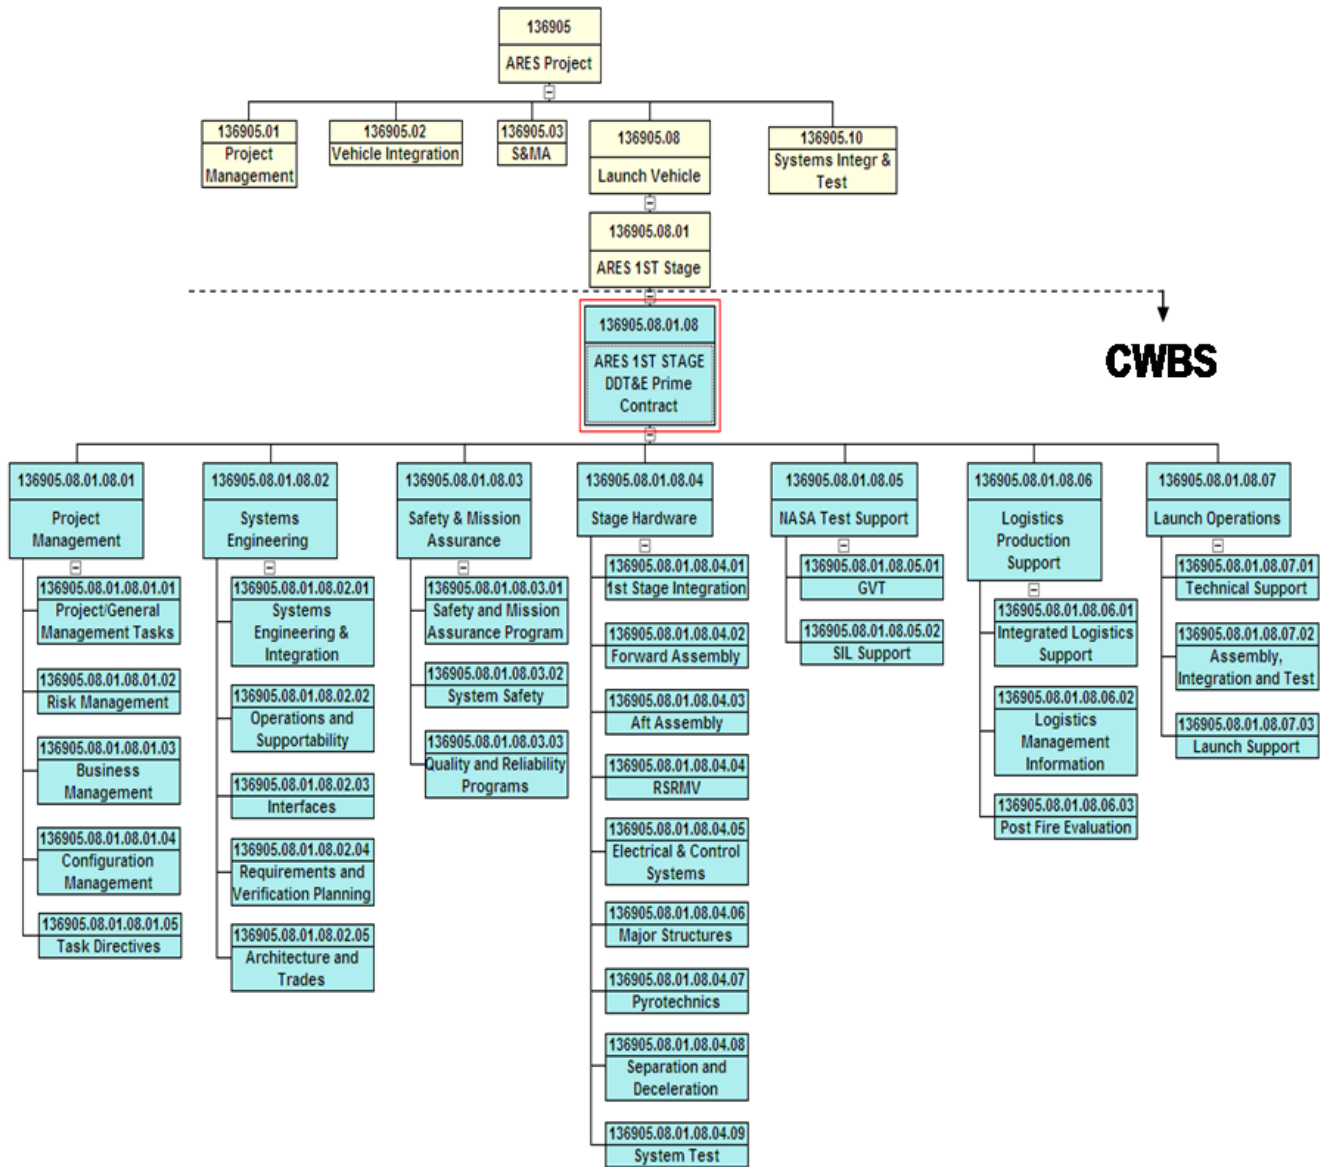 136905
ARES Project
136905.01
Project
Management
136905.02
Vehicle Integration
136905.03
S&MA
136905.08
Launch Vehicle
136905.10
Systems Integr &
Test
136905.08.01
ARES 1ST Stage
CWBS
136905.08.01.08
ARES 1ST STAGE
DDT&E Prime
Contract
136905.08.01.08.01
Project
Management
136905.08.01.08.01.01
Project/General
Management Tasks
136905.08.01.08.01.02
Risk Management
136905.08.01.08.01.03
Business
Management
136905.08.01.08.01.04
Configuration
Management
136905.08.01.08.01.05
Task Directives
136905.08.01.08.02
Systems
Engineering
136905.08.01.08.02.01
Systems
Engineering &
Integration
136905.08.01.08.02.02
Operations and
Supportability
136905.08.01.08.02.03
Interfaces
136905.08.01.08.02.04
Requirements and
Verification Planning
136905.08.01.08.02.05
Architecture and
Trades
136905.08.01.08.03
Safety & Mission
Assurance
136905.08.01.08.03.01
Safety and Mission
Assurance Program
136905.08.01.08.03.02
System Safety
136905.08.01.08.03.03
Quality and Reliability
Programs
136905.08.01.08.04
Stage Hardware
136905.08.01.08.04.01
1st Stage Integration
136905.08.01.08.04.02
Forward Assembly
136905.08.01.08.04.03
Aft Assembly
136905.08.01.08.04.04
RSRMV
136905.08.01.08.04.05
Electrical & Control
Systems
136905.08.01.08.04.06
Major Structures
136905.08.01.08.04.07
Pyrotechnics
136905.08.01.08.04.08
Separation and
Deceleration
136905.08.01.08.04.09
System Test
136905.08.01.08.05
NASA Test Support
136905.08.01.08.05.01
GVT
136905.08.01.08.05.02
SIL Support
136905.08.01.08.06
Logistics
Production
Support
136905.08.01.08.06.01
Integrated Logistics
Support
136905.08.01.08.06.02
Logistics
Management
Information
136905.08.01.08.06.03
Post Fire Evaluation
136905.08.01.08.07
Launch Operations
136905.08.01.08.07.01
Technical Support
136905.08.01.08.07.02
Assembly,
Integration and Test
136905.08.01.08.07.03
Launch Support